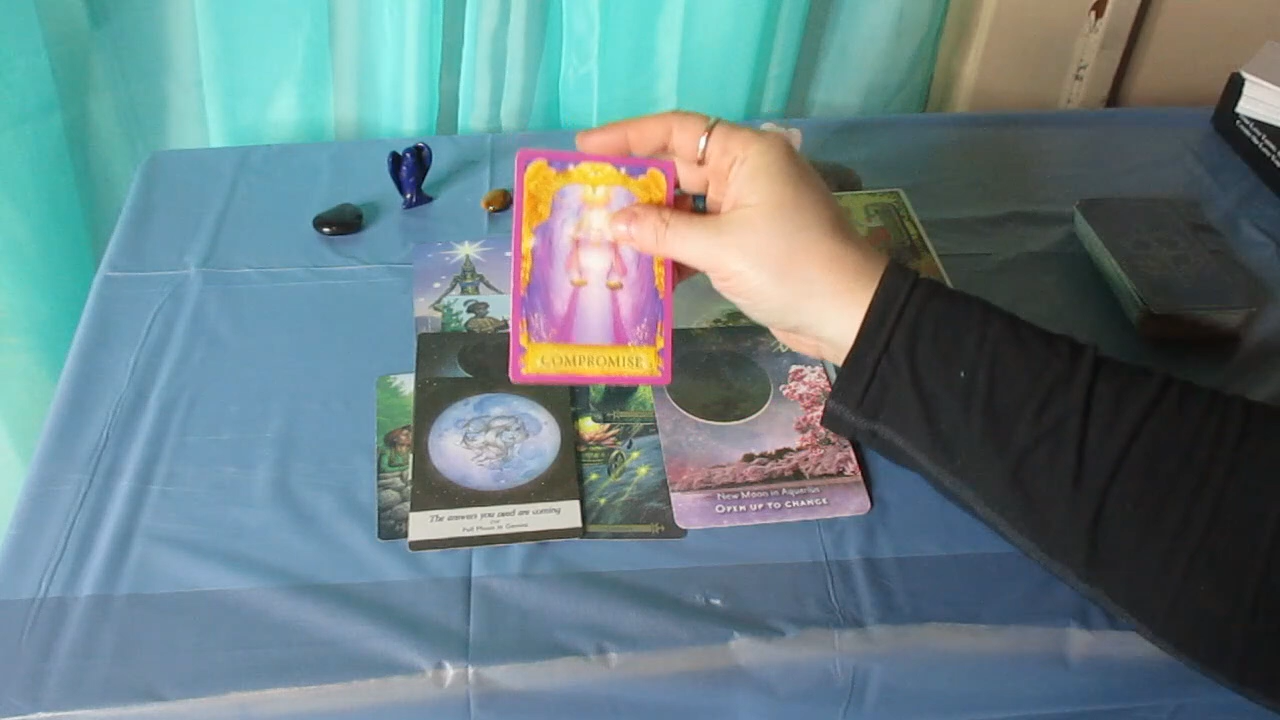 COMPROMISE
The answers you need are coming
Full Moon in Gemini
New Moon in Aquarius
OPEN UP TO CHANGE